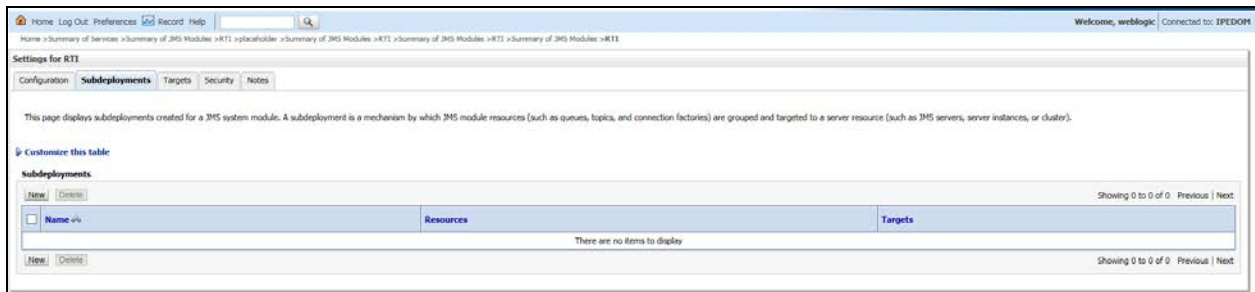 Home Log Out Preferences Record Help
Welcome, weblogic Connected to: IPEDOM
Home >Summary of Services >Summary of JMS Modules >RTI >placeholder >Summary of JMS Modules >RTI >Summary of JMS Modules >RTI >Summary of JMS Modules >RTI
Settings for RTI
Configuration Subdeployments Targets Security Notes
This page displays subdeployments created for a JMS system module. A subdeployment is a mechanism by which JMS module resources (such as queues, topics, and connection factories) are grouped and targeted to a server resource (such as JMS servers, server instances, or cluster).
Customize this table
Subdeployments
New Delete Showing 0 to 0 of 0 Previous | Next
Name Resources Targets
There are no items to display
New Delete Showing 0 to 0 of 0 Previous | Next